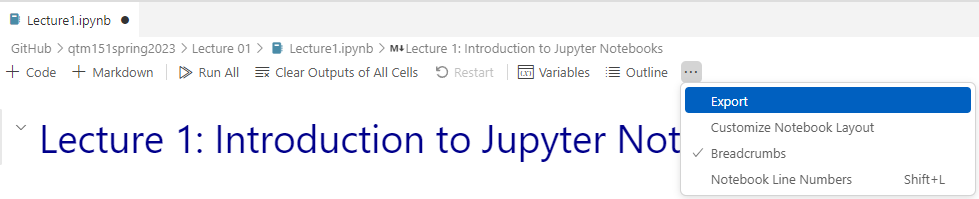 Lecture1.ipynb
GitHub > qtm151spring2023 > Lecture 01 > Lecture1.ipynb > M↓Lecture 1: Introduction to Jupyter Notebooks
+ Code + Markdown Run All Clear Outputs of All Cells Restart Variables Outline ...
Export
Lecture 1: Introduction to Jupyter Not
Customize Notebook Layout
Breadcrumbs
Notebook Line Numbers Shift+L